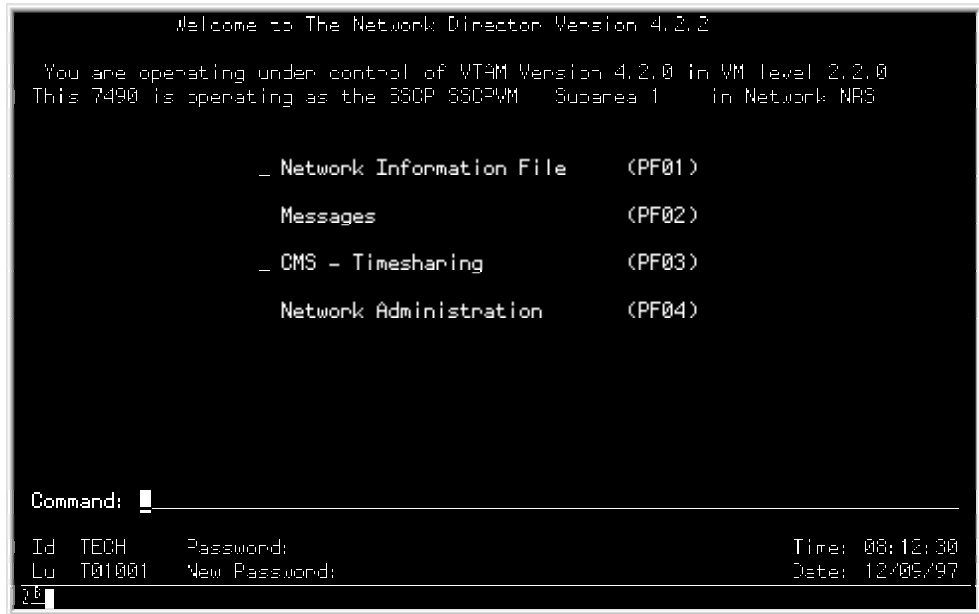 Welcome to The Network Director Version 4.2.2
You are operating under control of VTAM Version 4.2.0 in VM level 2.2.0
This 7490 is operating as the SSCP SSCPVM Subarea 1 in Network NRS
_ Network Information File (PF01)
Messages (PF02)
_ CMS - Timesharing (PF03)
Network Administration (PF04)
Command:
Id TECH Password: Time: 08:12:30
Lu T01001 New Password: Date: 12/09/97